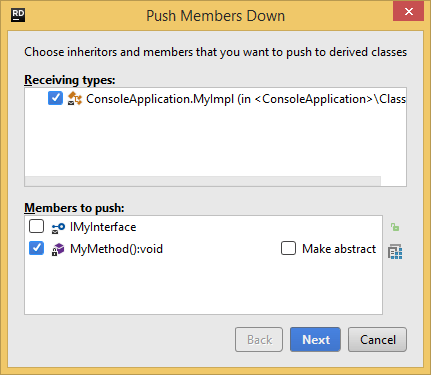 RD
Push Members Down
Choose inheritors and members that you want to push to derived classes
Receiving types:
ConsoleApplication.MyImpl (in <ConsoleApplication>\Class
Members to push:
IMyInterface
MyMethod():void Make abstract
Back Next Cancel